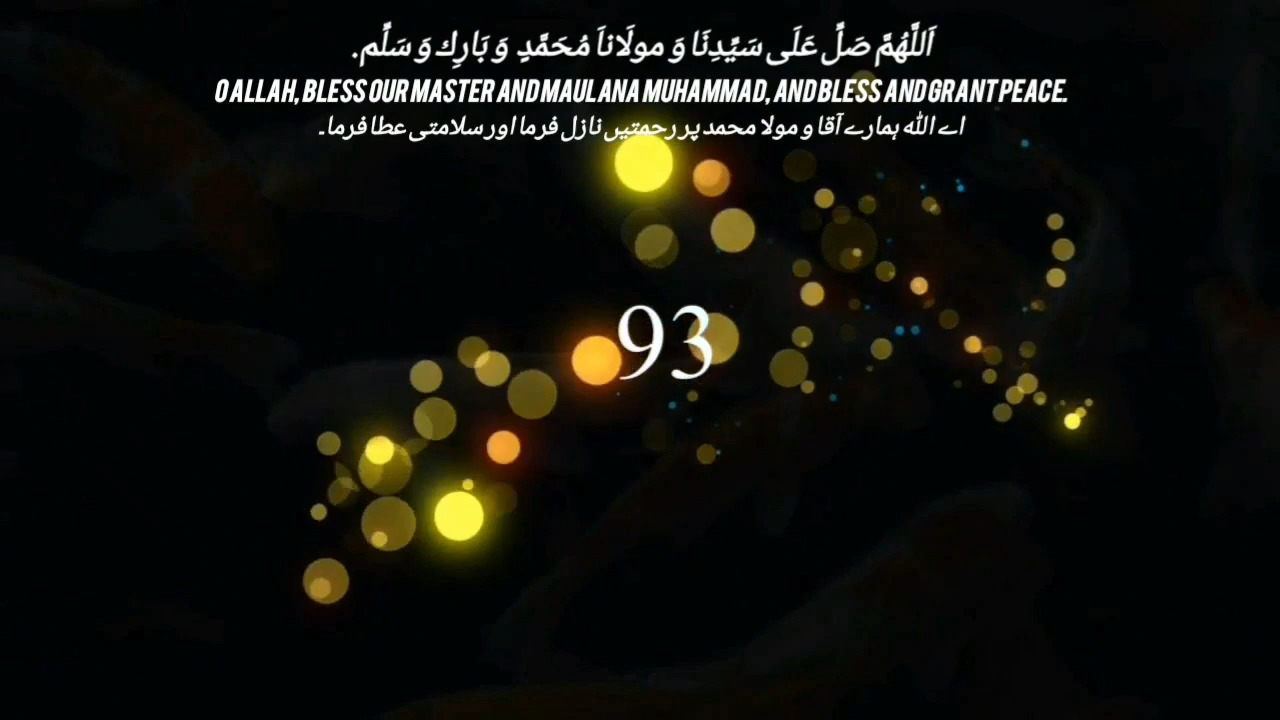 اَللَّهُمَّ صَلِّ عَلَى سَيِّدِنَا وَ مولَاناَ مُحَمَّدٍ وَ بَارِك وَ سَلِّم.
O ALLAH, BLESS OUR MASTER AND MAULANA MUHAMMAD, AND BLESS AND GRANT PEACE.
اے اللہ ہمارے آقا و مولا محمد پر رحمتیں نازل فرما اور سلامتی عطا فرما۔
93